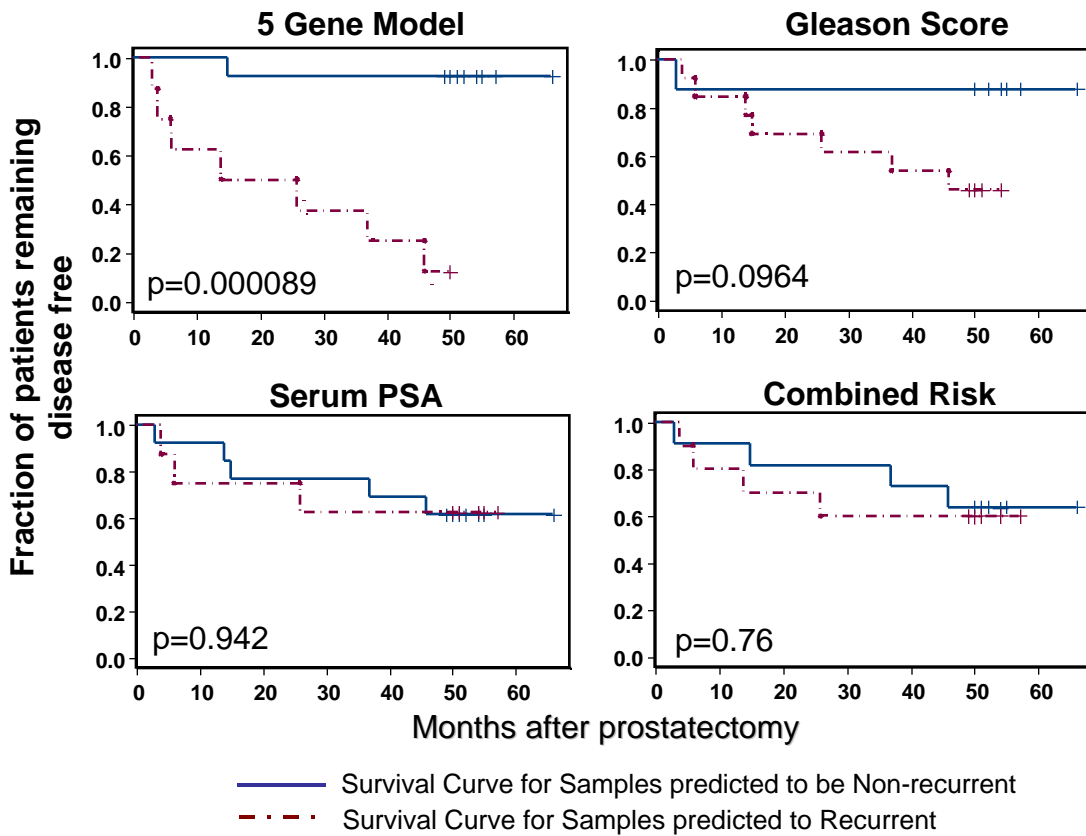 5 Gene Model
Gleason Score
Fraction of patients remaining
disease free
1.0
0.8
0.6
0.4
0.2
0.0
p=0.000089
0 10 20 30 40 50 60
1.0
0.8
0.6
0.4
0.2
0.0
p=0.0964
0 10 20 30 40 50 60
Serum PSA
Combined Risk
1.0
0.8
0.6
0.4
0.2
0.0
p=0.942
0 10 20 30 40 50 60
1.0
0.8
0.6
0.4
0.2
0.0
p=0.76
0 10 20 30 40 50 60
Months after prostatectomy
Survival Curve for Samples predicted to be Non-recurrent
Survival Curve for Samples predicted to Recurrent